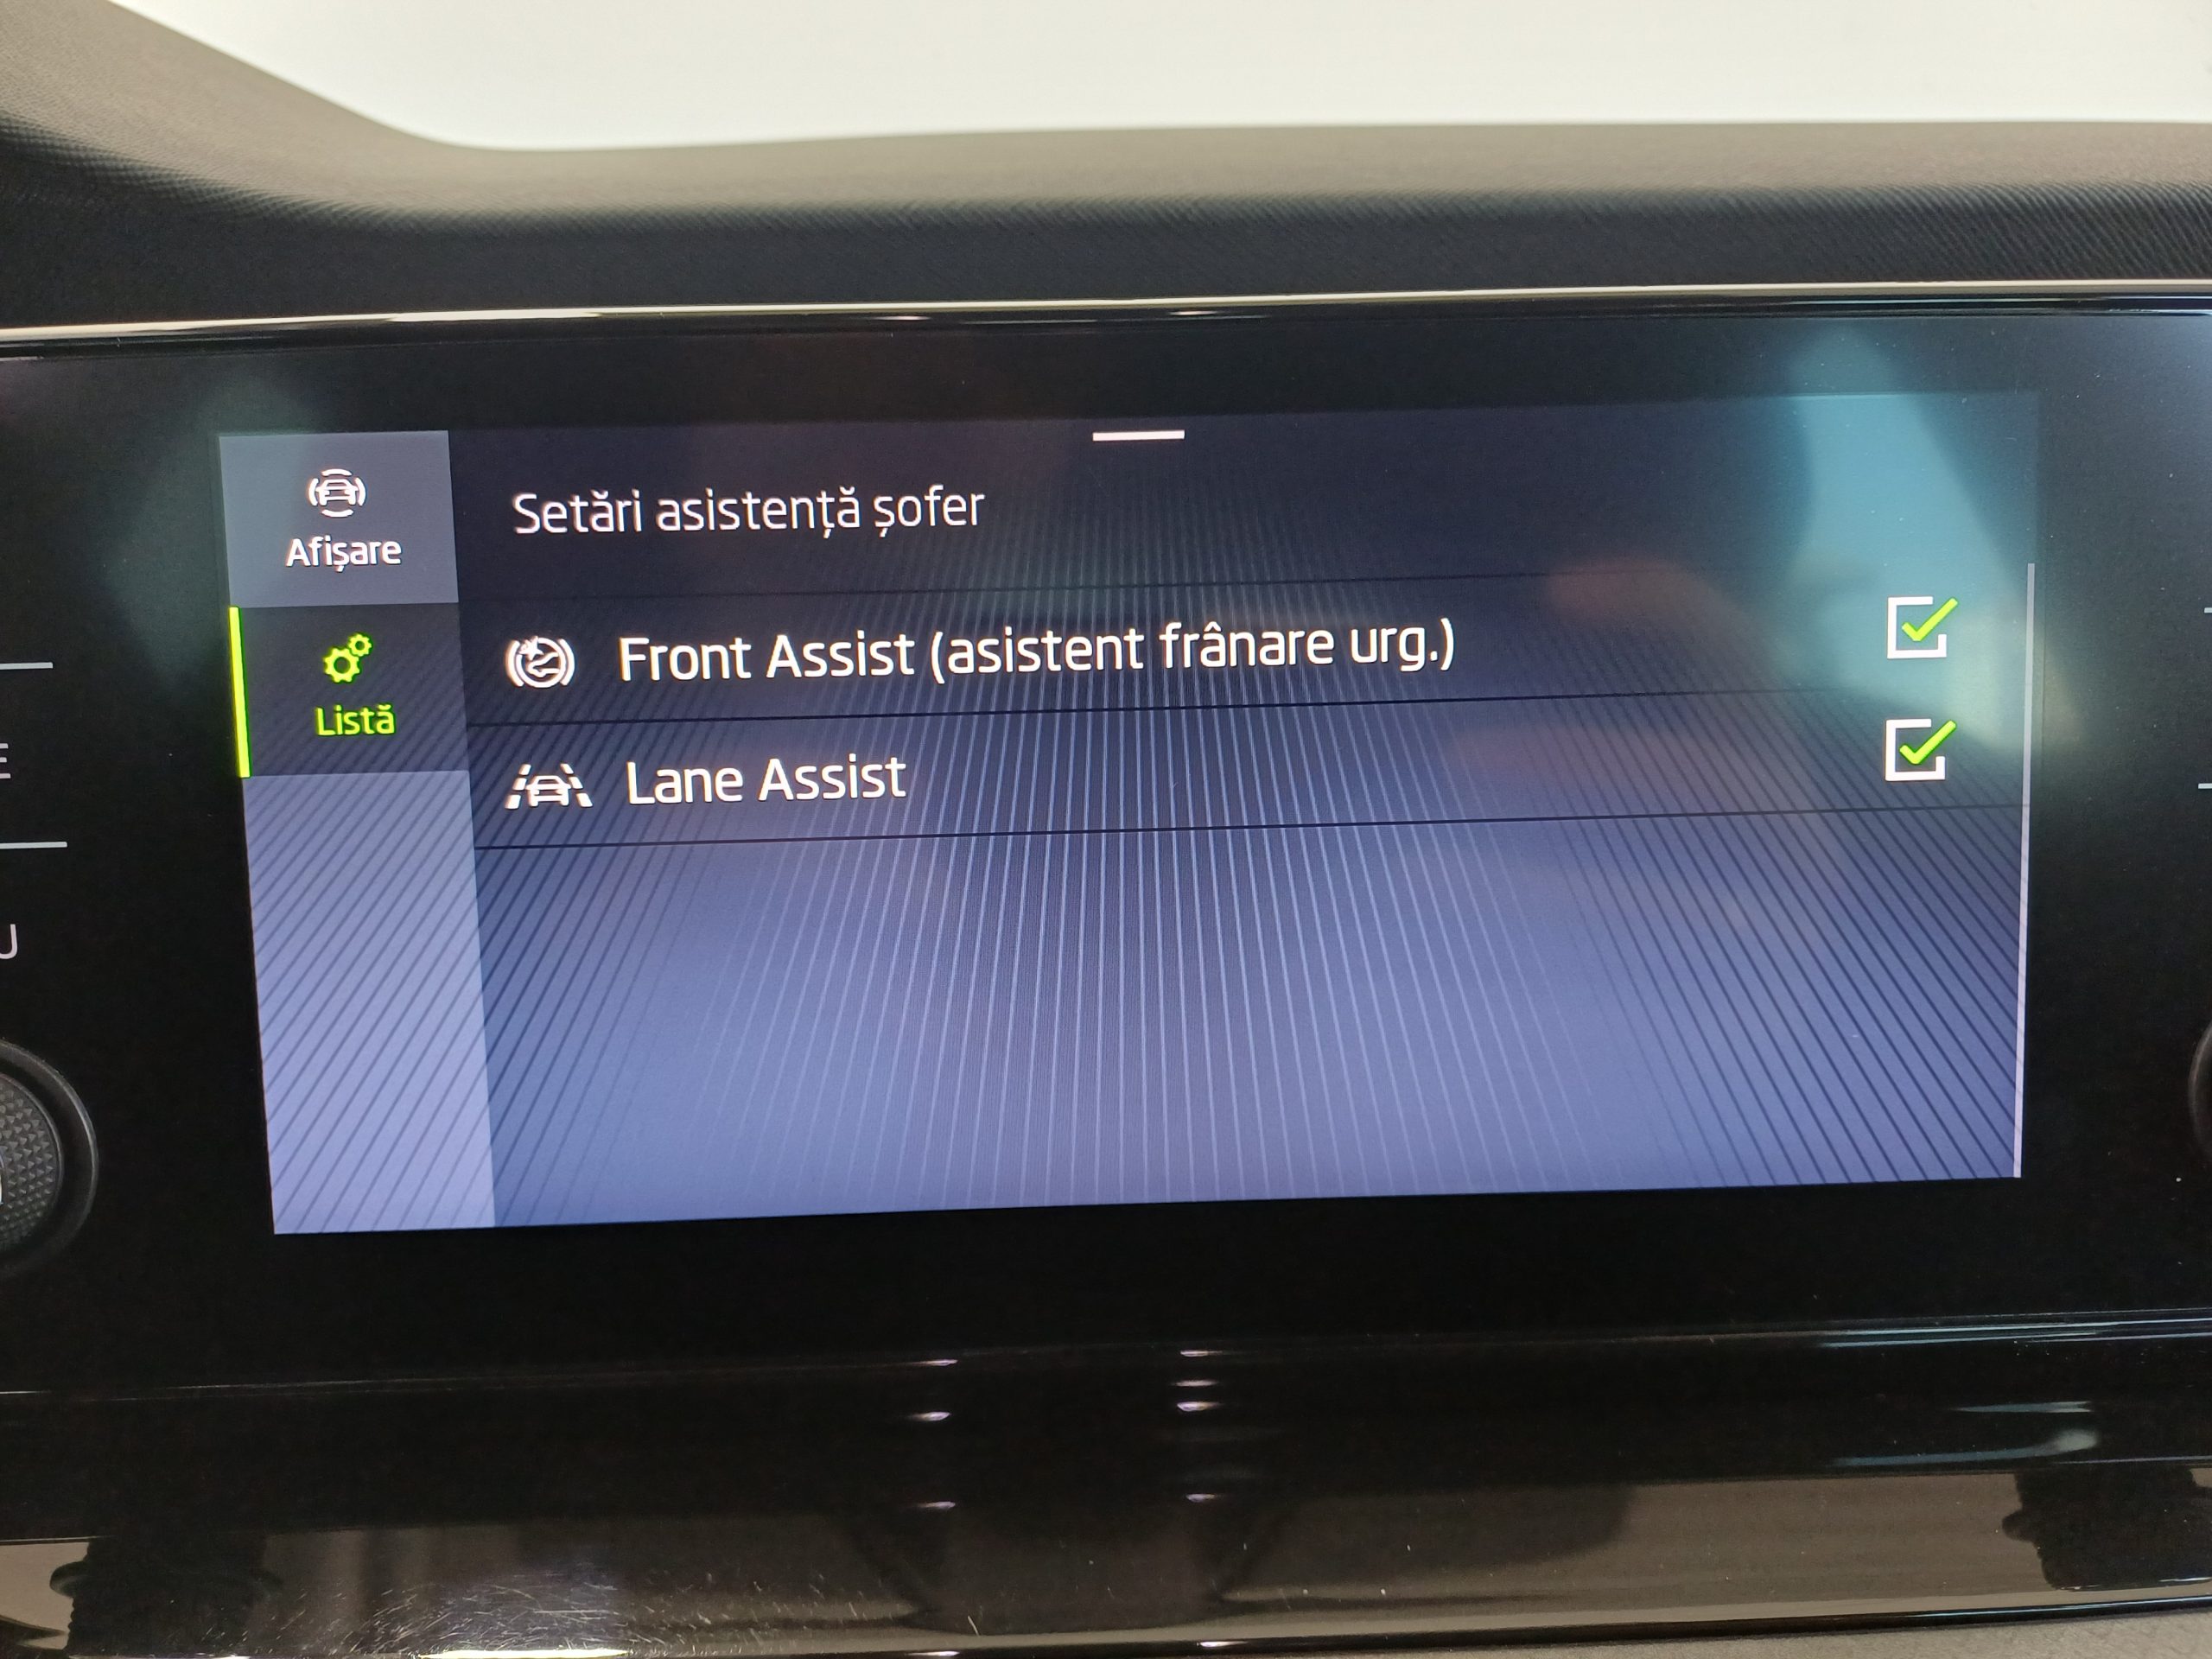 Afișare
Setări asistență șofer
Front Assist (asistent frânare urg.)
Listă
Lane Assist
E
U